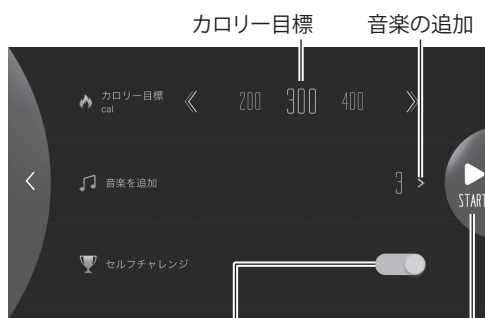 カロリー目標 音楽の追加
カロリー目標 200 300 400
cal
音楽を追加 3
START
セルフチャレンジ